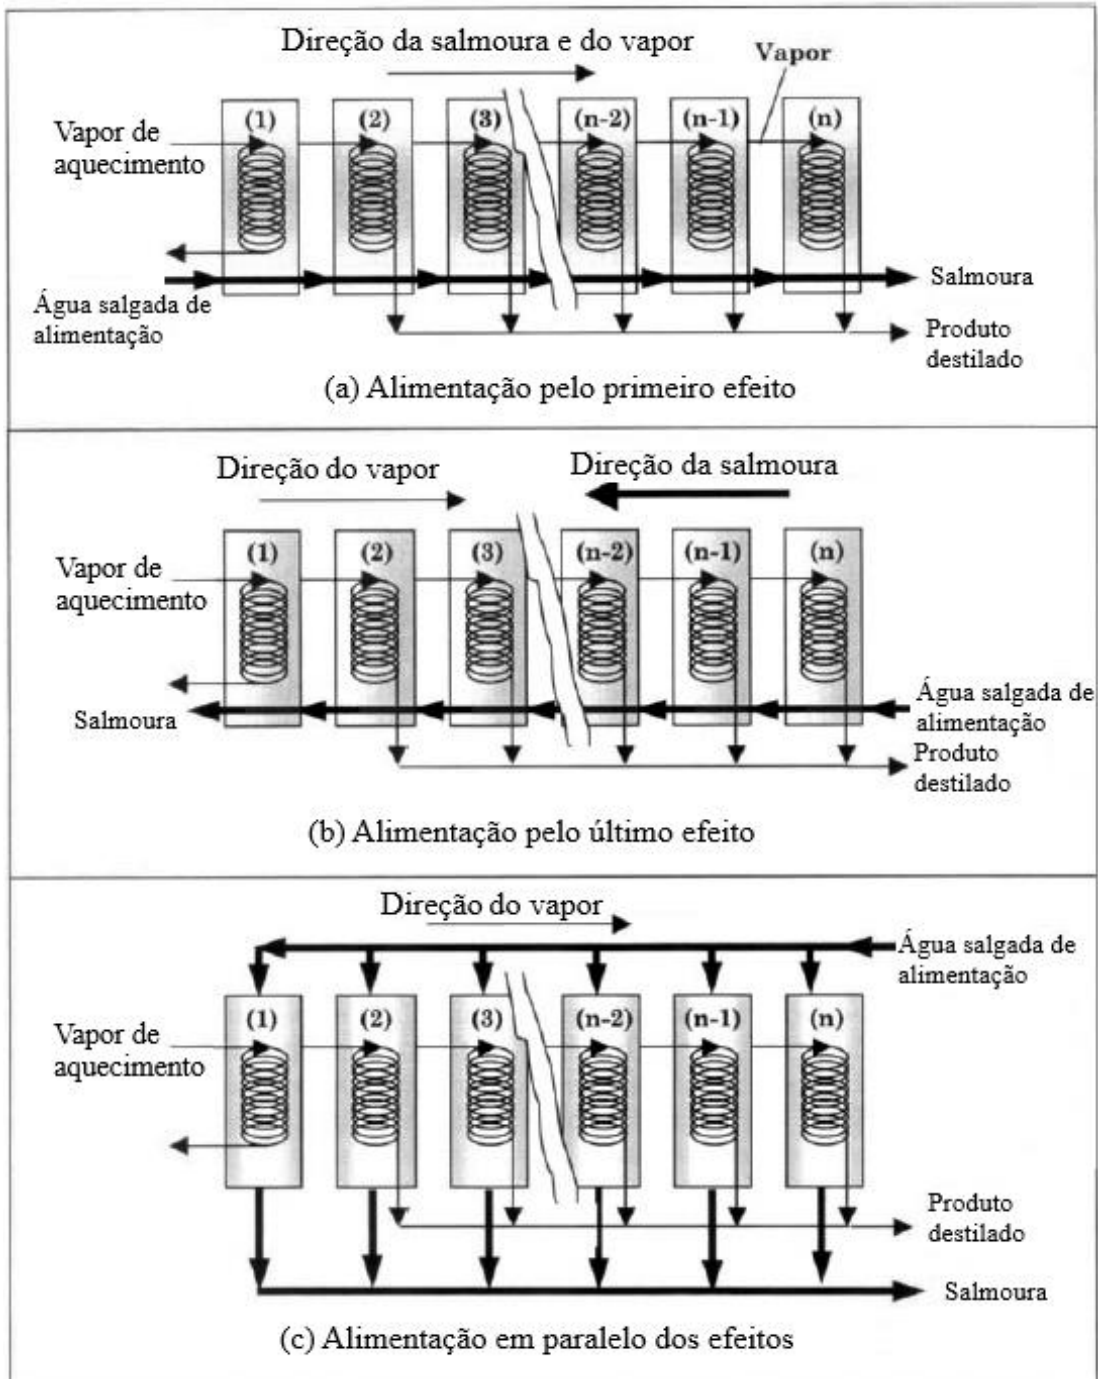 Direção da salmoura e do vapor
Vapor
Vapor de
aquecimento
(1)
(2)
(3)
(n-2)
(n-1)
(n)
Água salgada de
alimentação
Salmoura
Produto
destilado
(a) Alimentação pelo primeiro efeito
Direção do vapor
Direção da salmoura
Vapor de
aquecimento
(1)
(2)
(3)
(n-2)
(n-1)
(n)
Salmoura
Água salgada de
alimentação
Produto
destilado
(b) Alimentação pelo último efeito
Direção do vapor
Água salgada de
alimentação
Vapor de
aquecimento
(1)
(2)
(3)
(n-2)
(n-1)
(n)
Produto
destilado
Salmoura
(c) Alimentação em paralelo dos efeitos